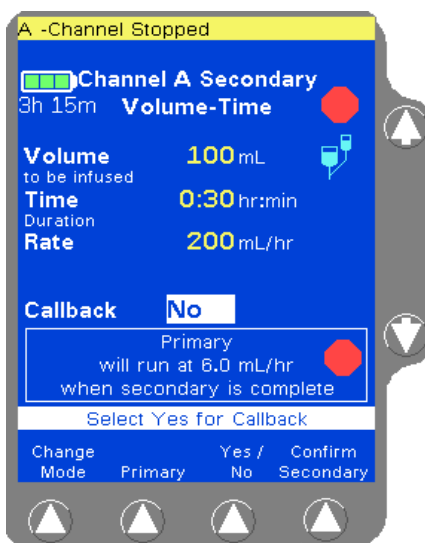 A -Channel Stopped
Channel A Secondary
3h 15m Volume-Time
Volume 100 mL
to be infused
Time 0:30 hr:min
Duration
Rate 200 mL/hr
Callback No
Primary
will run at 6.0 mL/hr
when secondary is complete
Select Yes for Callback
Change Yes / Confirm
Mode Primary No Secondary